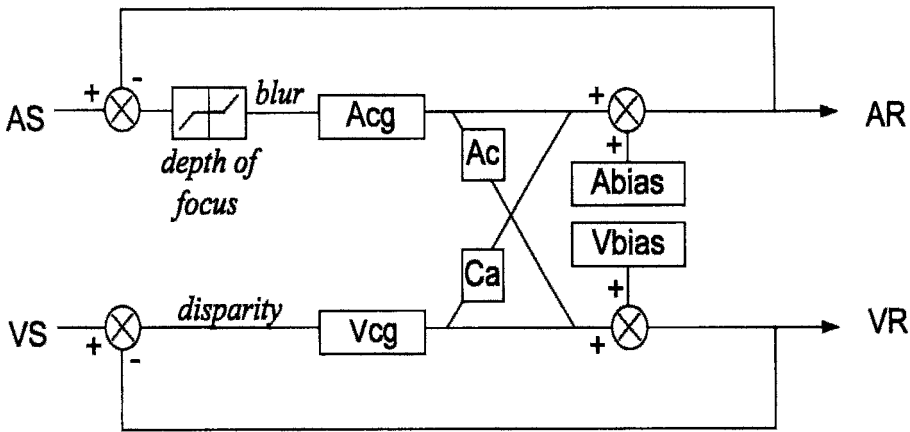 AS
+
-
blur
depth of
focus
Acg
Ac
+
+
Abias
AR
VS
+
-
disparity
Vcg
Ca
Vbias
+
+
VR